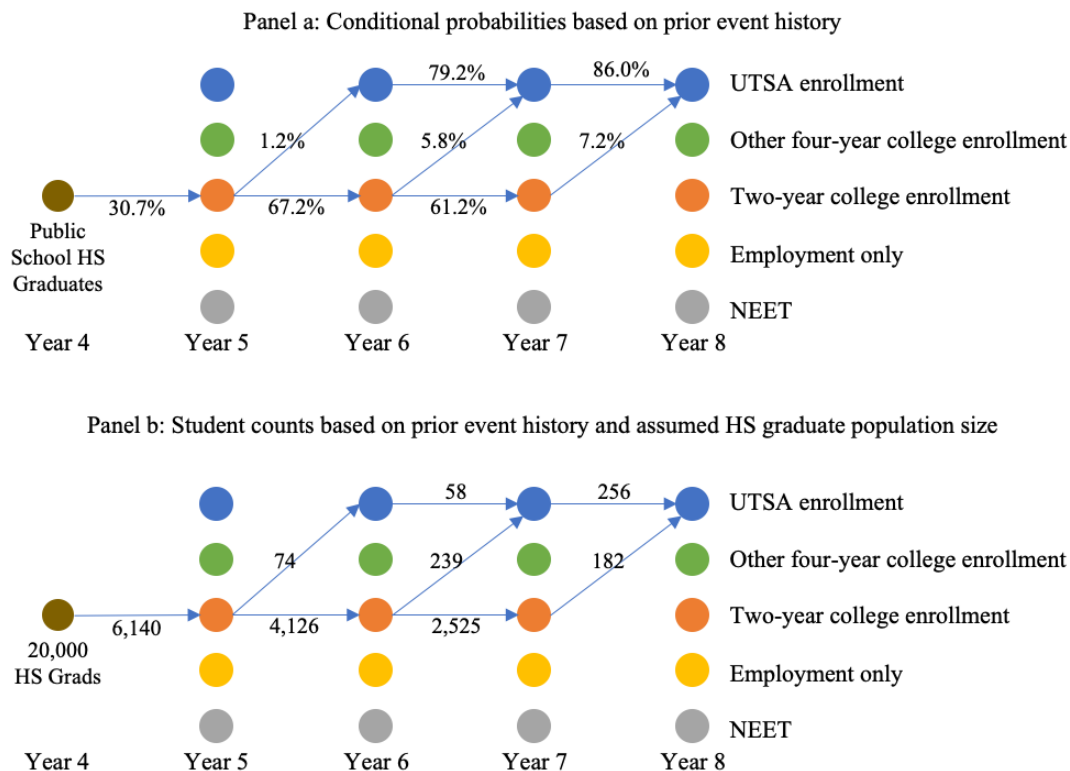 Panel a: Conditional probabilities based on prior event history
79.2%
86.0%
UTSA enrollment
1.2%
5.8%
7.2%
Other four-year college enrollment
30.7%
67.2%
61.2%
Two-year college enrollment
Public
School HS
Graduates
Employment only
NEET
Year 4
Year 5
Year 6
Year 7
Year 8
Panel b: Student counts based on prior event history and assumed HS graduate population size
58
256
UTSA enrollment
74
239
182
Other four-year college enrollment
6,140
4,126
2,525
Two-year college enrollment
20,000
HS Grads
Employment only
NEET
Year 4
Year 5
Year 6
Year 7
Year 8